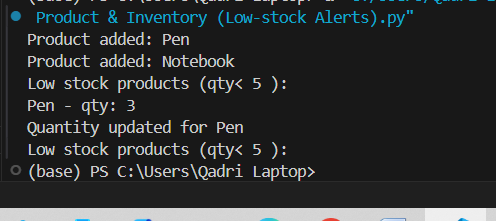 Product & Inventory (Low-stock Alerts).py"
Product added: Pen
Product added: Notebook
Low stock products (qty< 5 ):
Pen - qty: 3
Quantity updated for Pen
Low stock products (qty< 5 ):
(base) PS C:\Users\Qadri Laptop>